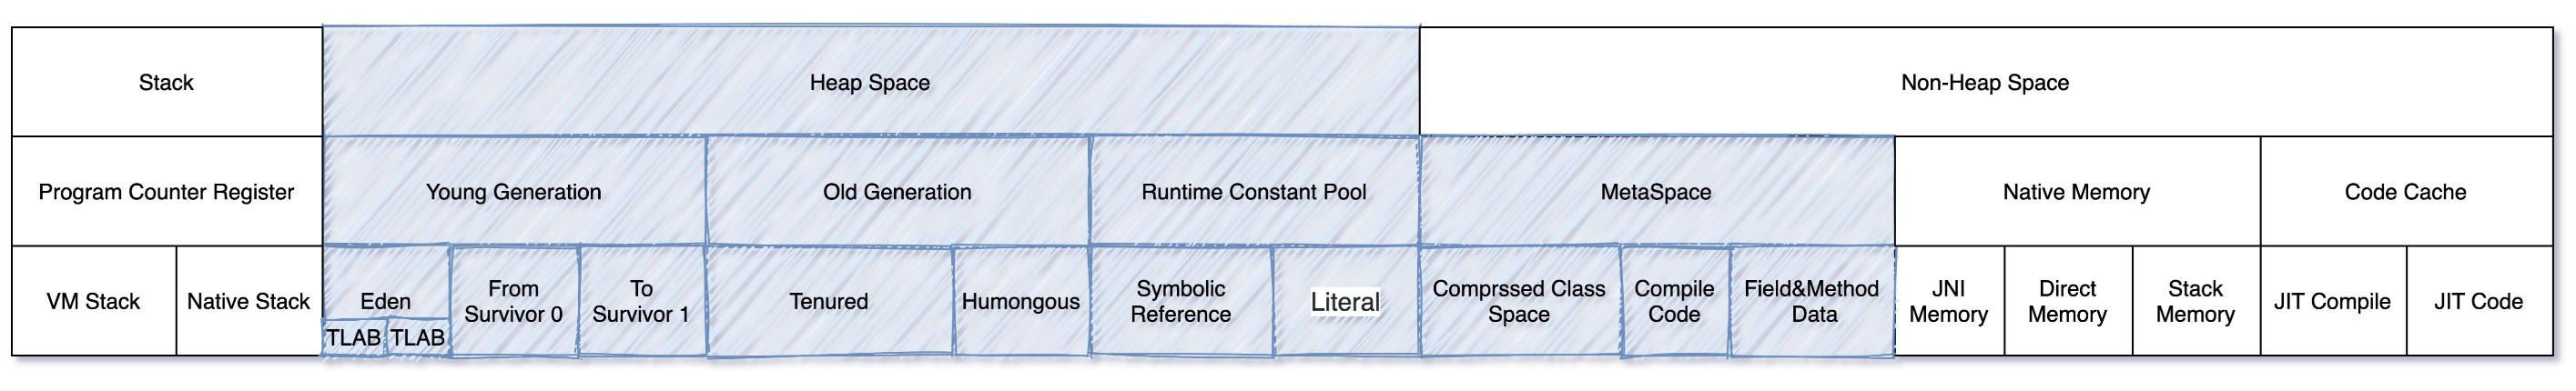 Stack
Heap Space
Non-Heap Space
Program Counter Register
Young Generation
Old Generation
Runtime Constant Pool
MetaSpace
Native Memory
Code Cache
VM Stack
Native Stack
Eden
TLAB
TLAB
From
Survivor 0
To
Survivor 1
Tenured
Humongous
Symbolic
Reference
Literal
Comprssed Class
Space
Compile
Code
Field&Method
Data
JNI
Memory
Direct
Memory
Stack
Memory
JIT Compile
JIT Code